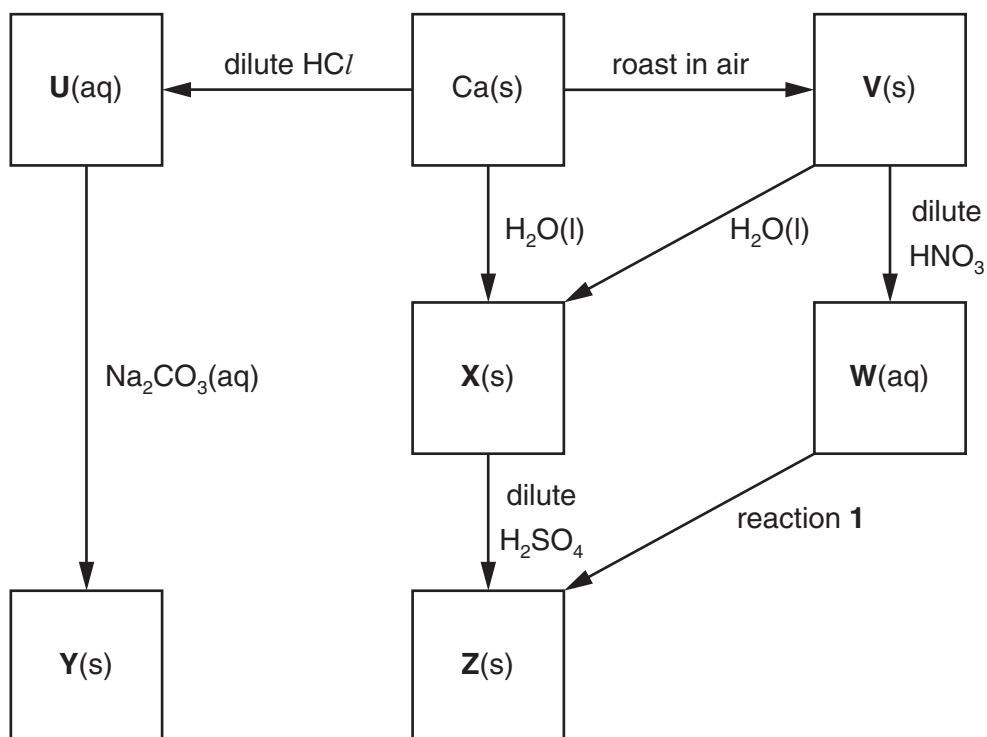 U(aq)
dilute HCl
Ca(s)
roast in air
V(s)
H₂O(l)
H₂O(l)
dilute
HNO₃
Na₂CO₃(aq)
X(s)
W(aq)
dilute
H₂SO₄
reaction 1
Y(s)
Z(s)